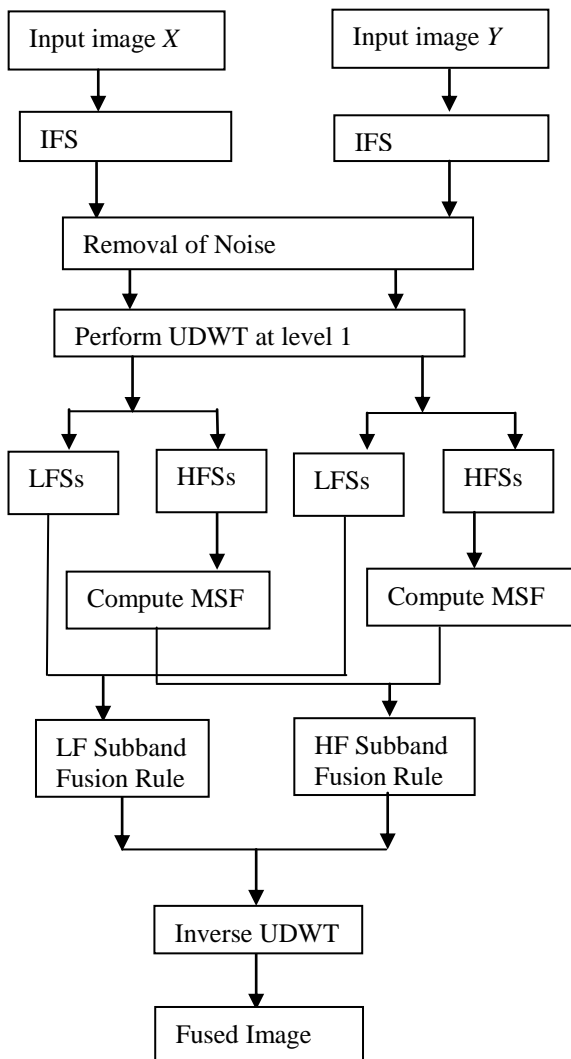 Input image X
Input image Y
IFS
IFS
Removal of Noise
Perform UDWT at level 1
LFSs
HFSs
LFSs
HFSs
Compute MSF
Compute MSF
LF Subband
Fusion Rule
HF Subband
Fusion Rule
Inverse UDWT
Fused Image